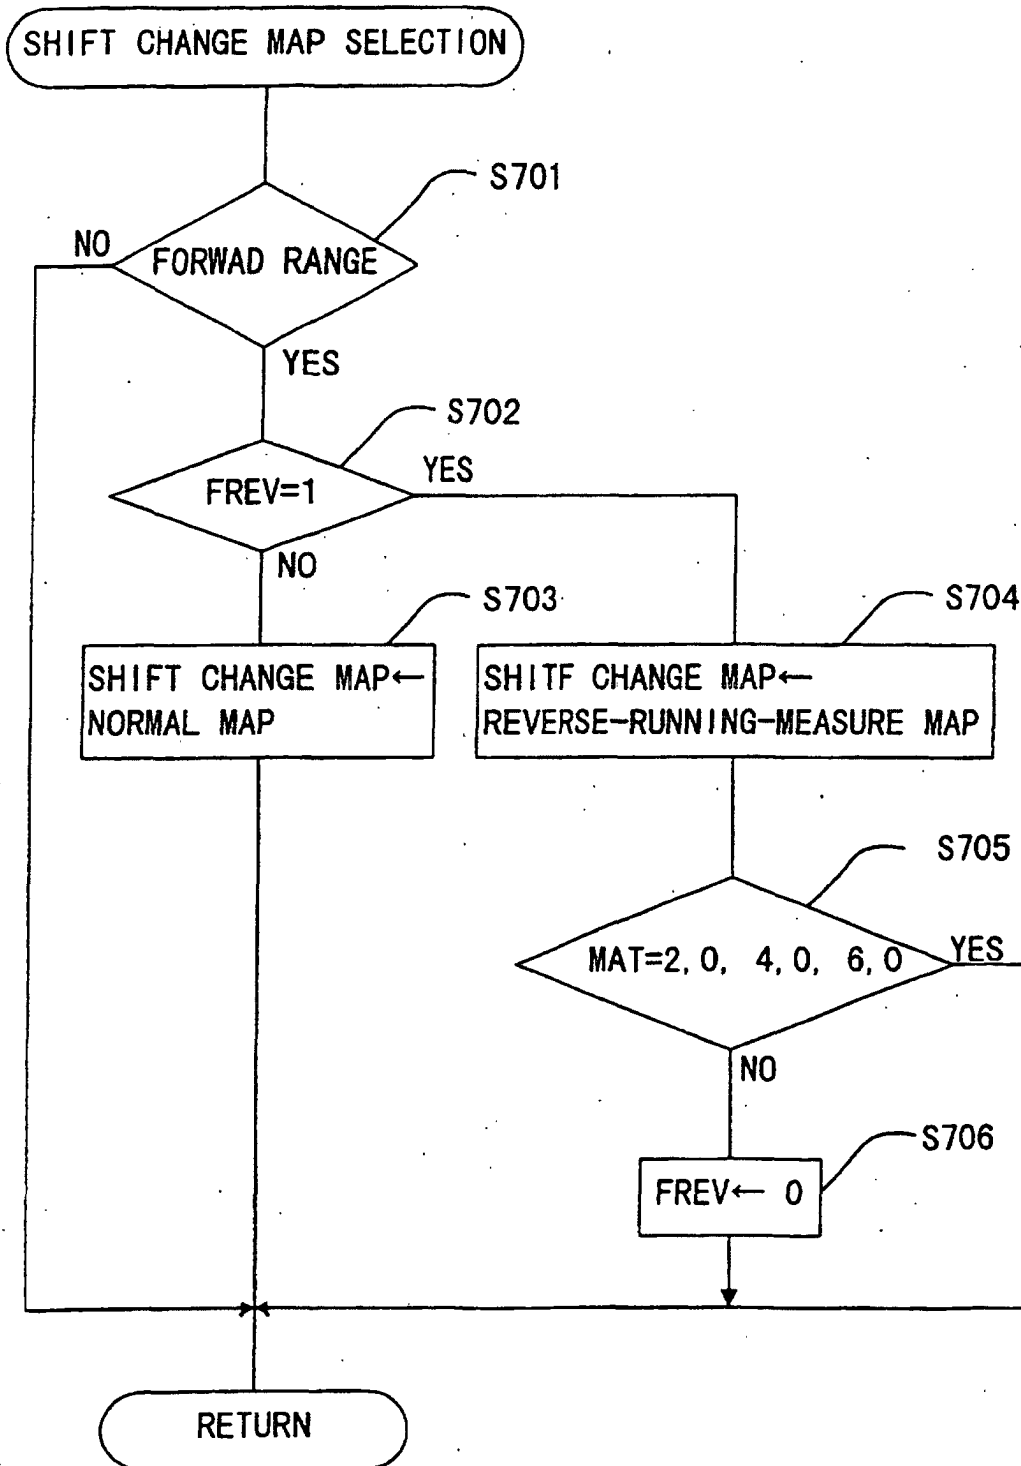 SHIFT CHANGE MAP SELECTION
S701
NO
FORWAD RANGE
YES
S702
YES
FREV=1
NO
S703
S704
SHIFT CHANGE MAP←
NORMAL MAP
SHITF CHANGE MAP←
REVERSE-RUNNING-MEASURE MAP
S705
MAT=2,0, 4,0, 6,0
YES
NO
S706
FREV← 0
RETURN